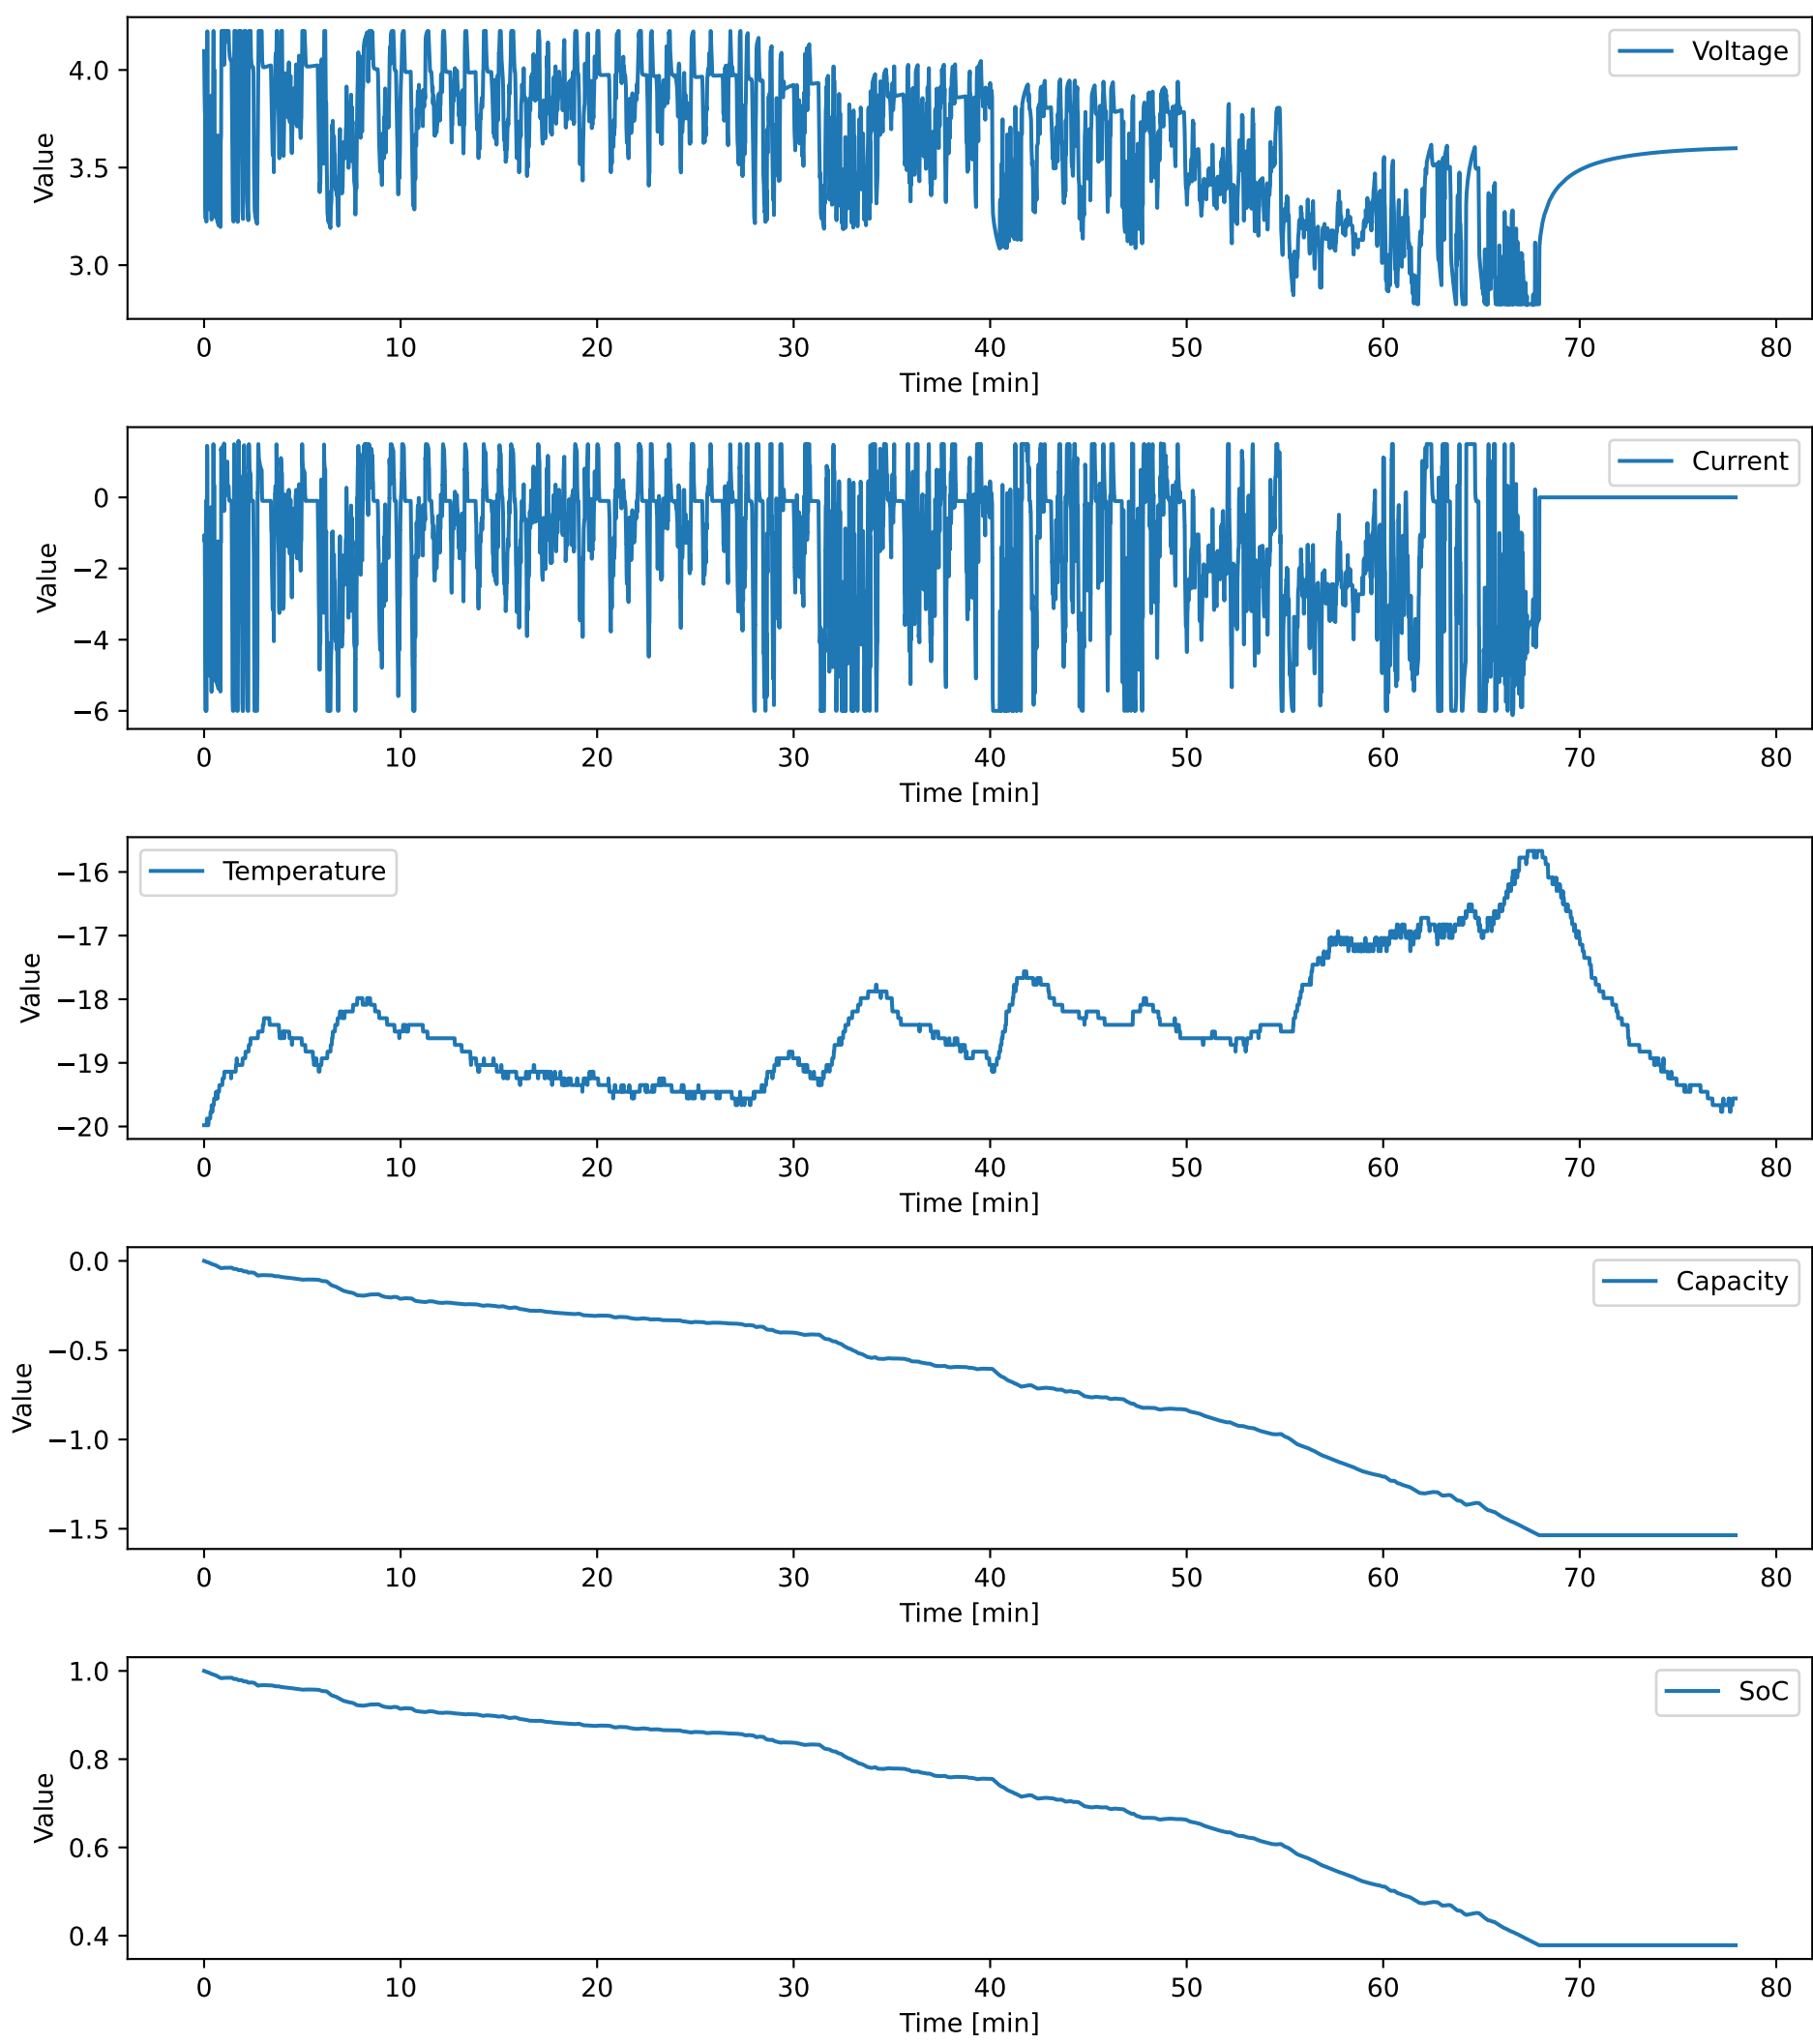 Voltage
4.0
3.5
3.0
Value
0 10 20 30 40 50 60 70 80
Time [min]
Current
0
−2
−4
−6
Value
0 10 20 30 40 50 60 70 80
Time [min]
Temperature
−16
−17
−18
−19
−20
Value
0 10 20 30 40 50 60 70 80
Time [min]
Capacity
0.0
−0.5
−1.0
−1.5
Value
0 10 20 30 40 50 60 70 80
Time [min]
SoC
1.0
0.8
0.6
0.4
Value
0 10 20 30 40 50 60 70 80
Time [min]